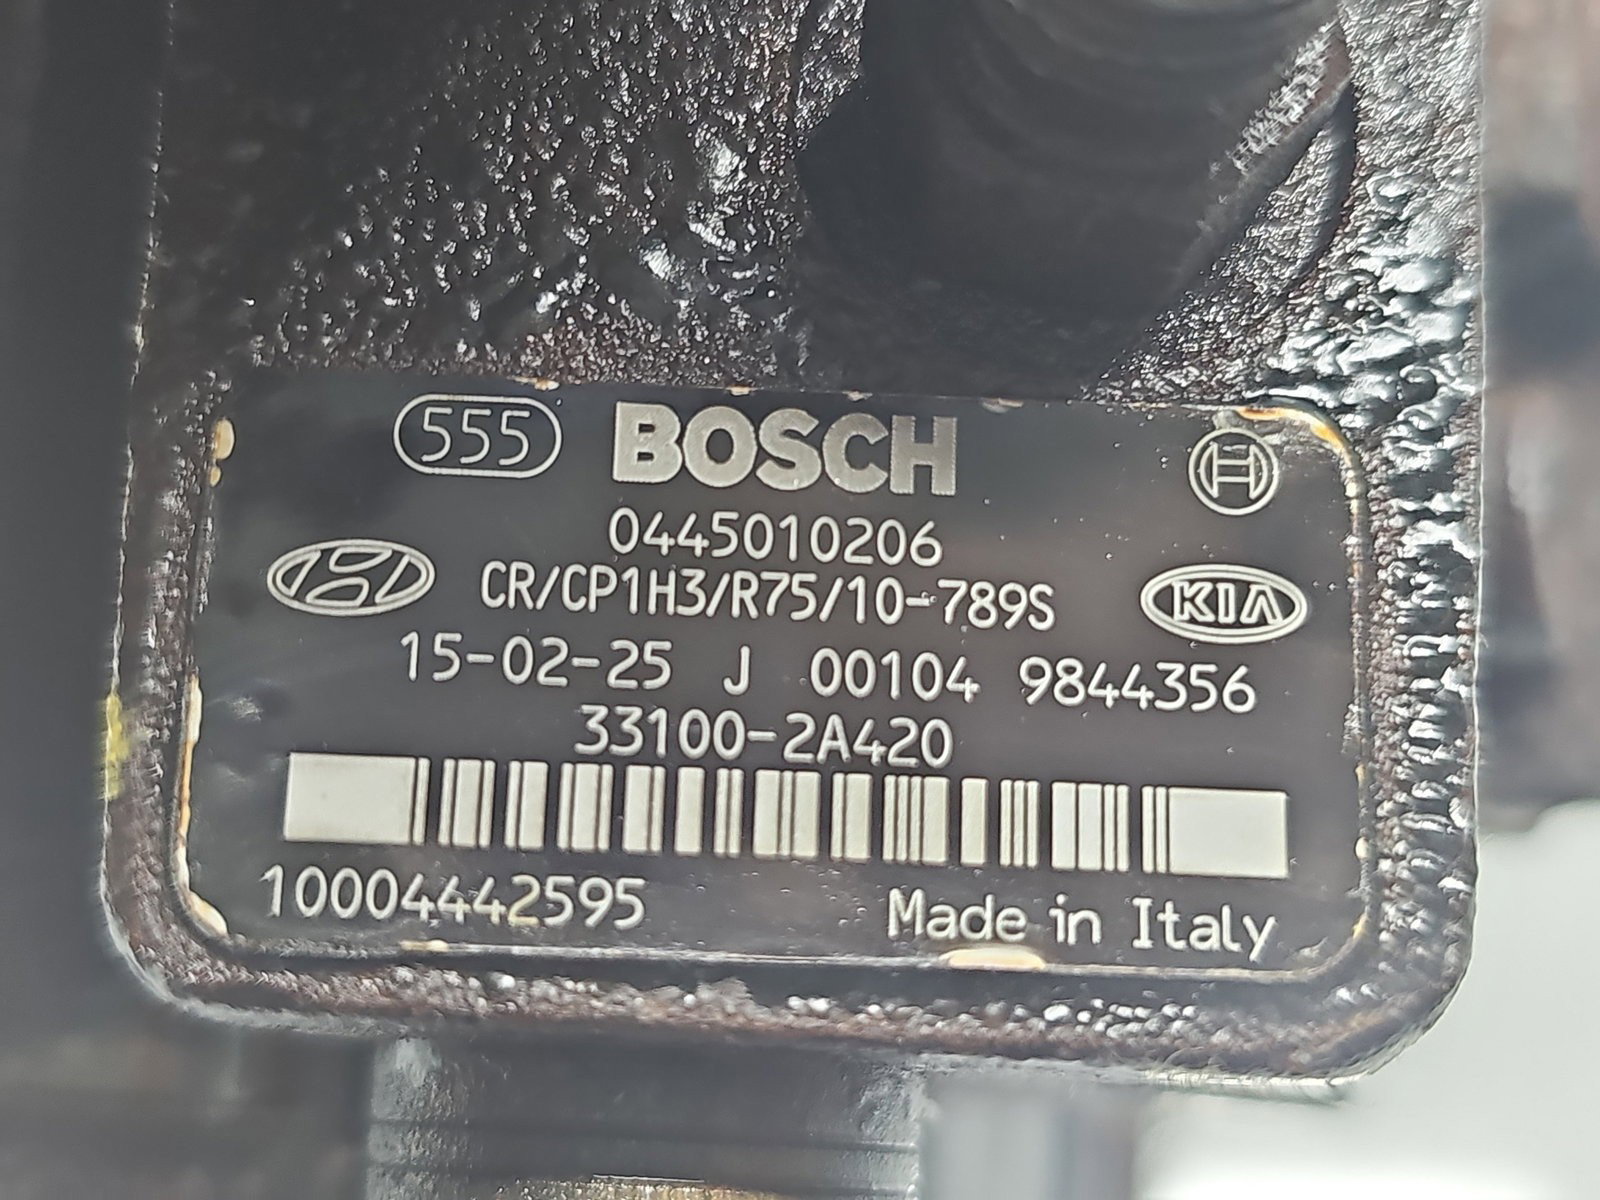 555 BOSCH
0445010206
CR/CP1H3/R75/10-789S KIA
15-02-25 J 00104 9844356
33100-2A420
10004442595 Made in Italy